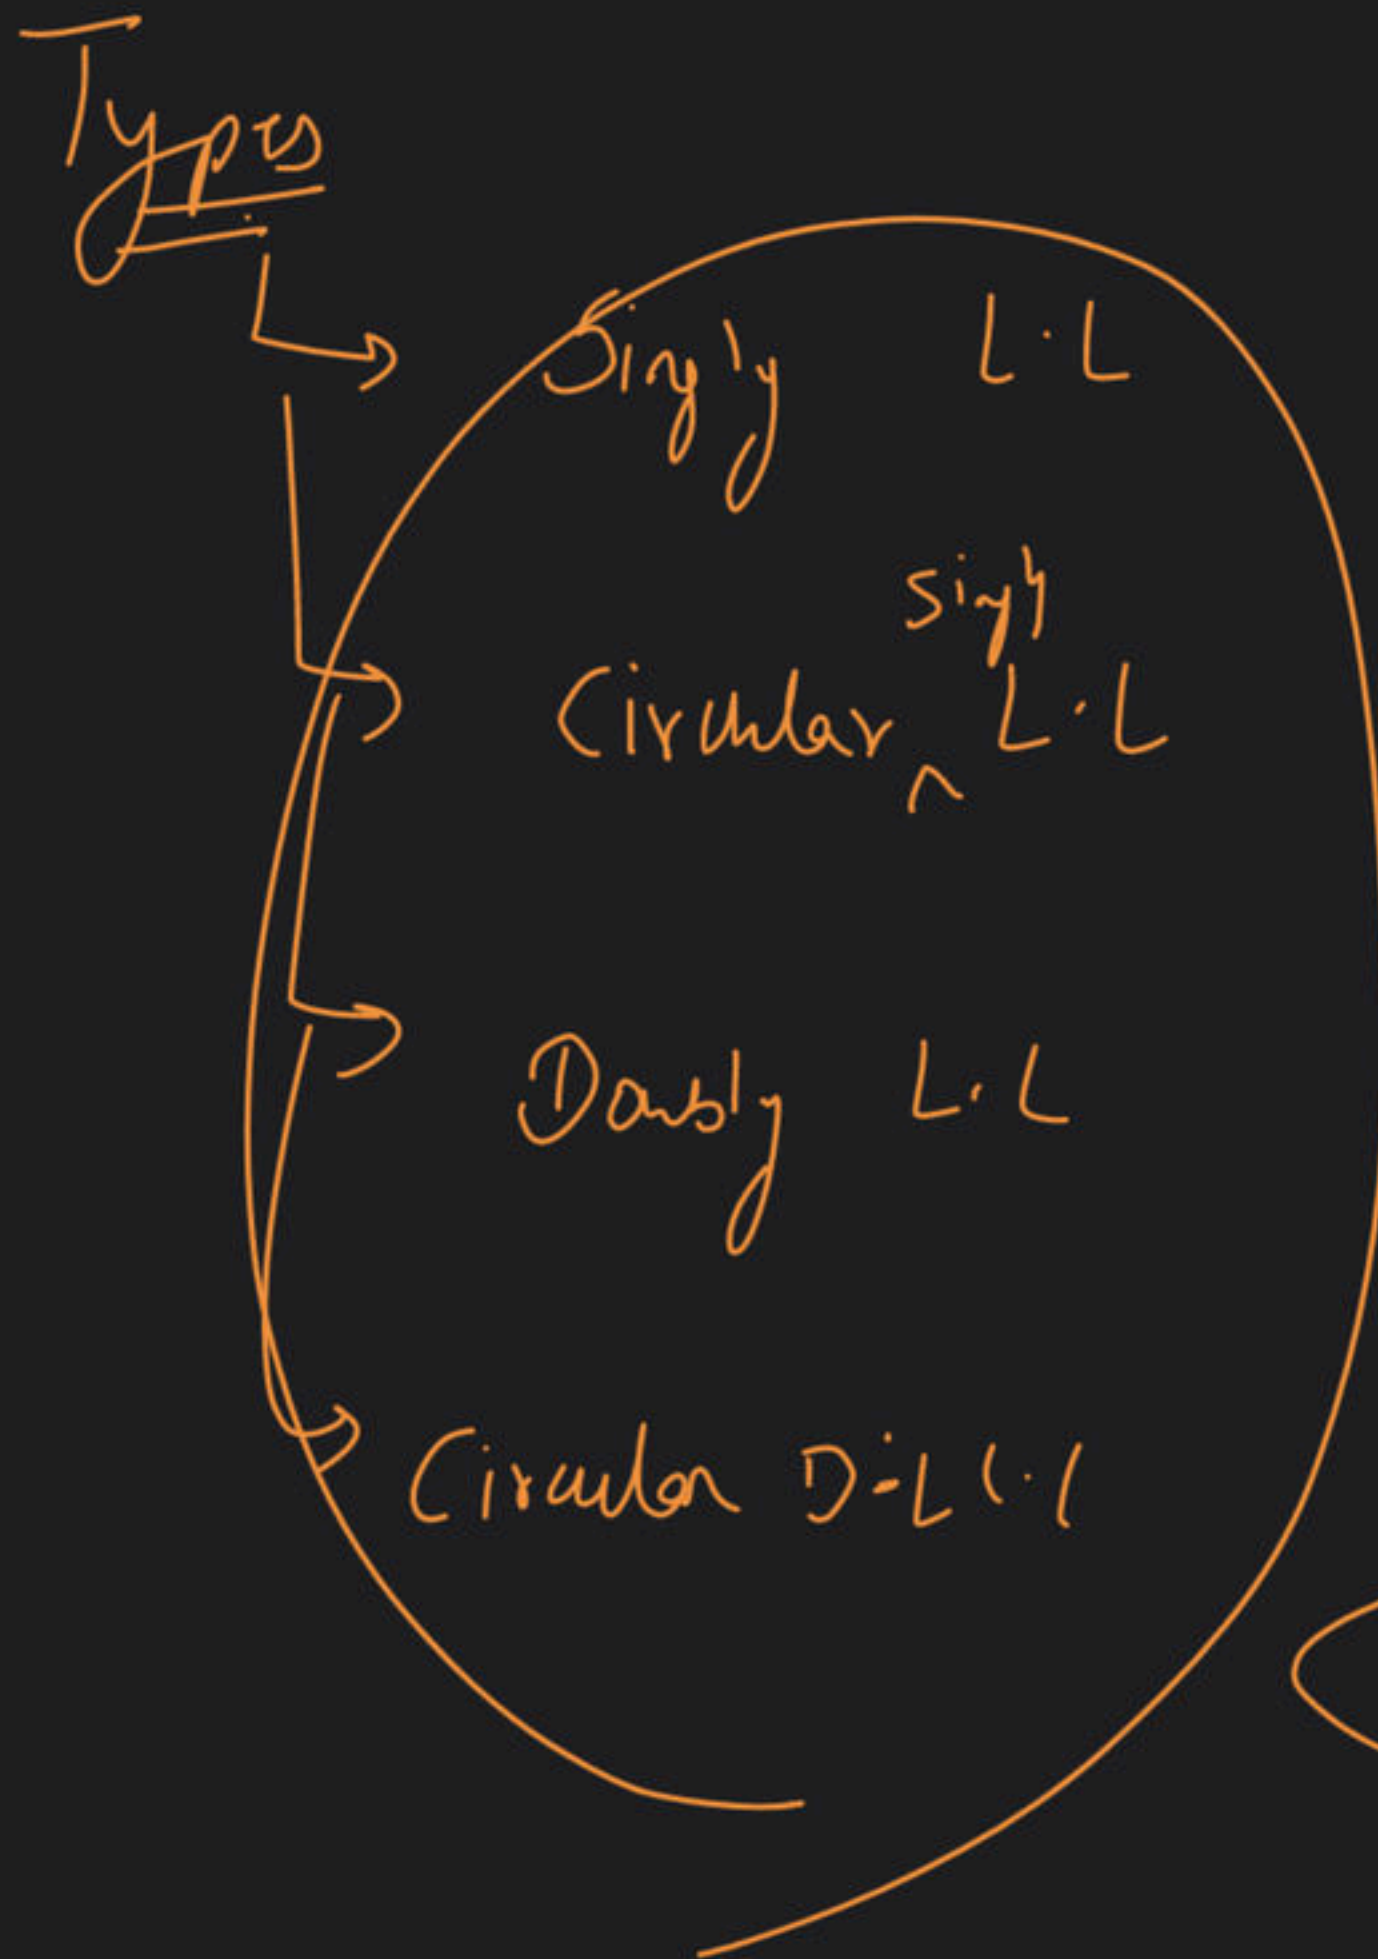 Types
Singly L.L
Singly
Circular ^ L.L
Doubly L.L
Circular D.L L.L